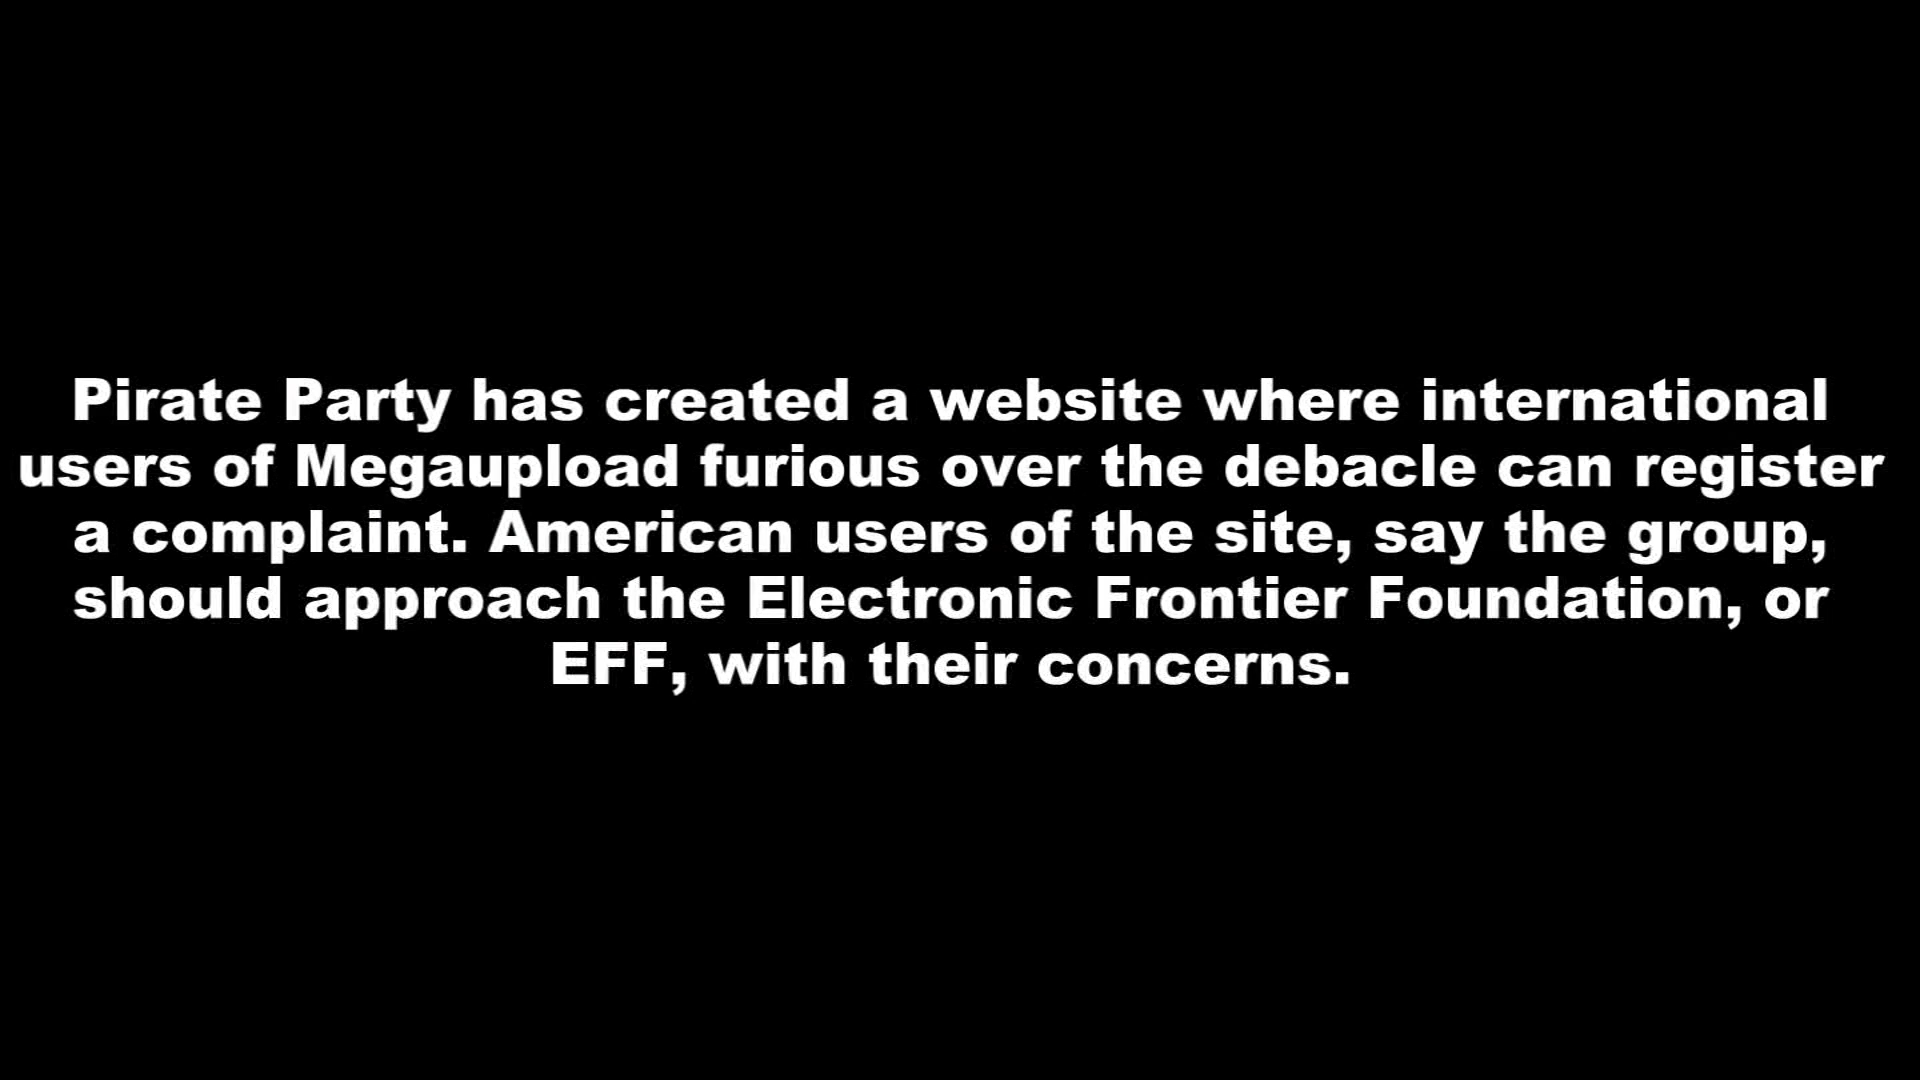 Pirate Party has created a website where international
users of Megaupload furious over the debacle can register
a complaint. American users of the site, say the group,
should approach the Electronic Frontier Foundation, or
EFF, with their concerns.